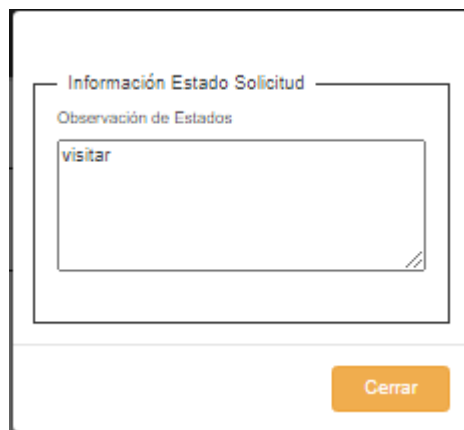 Información Estado Solicitud
Observación de Estados
visitar
Cerrar